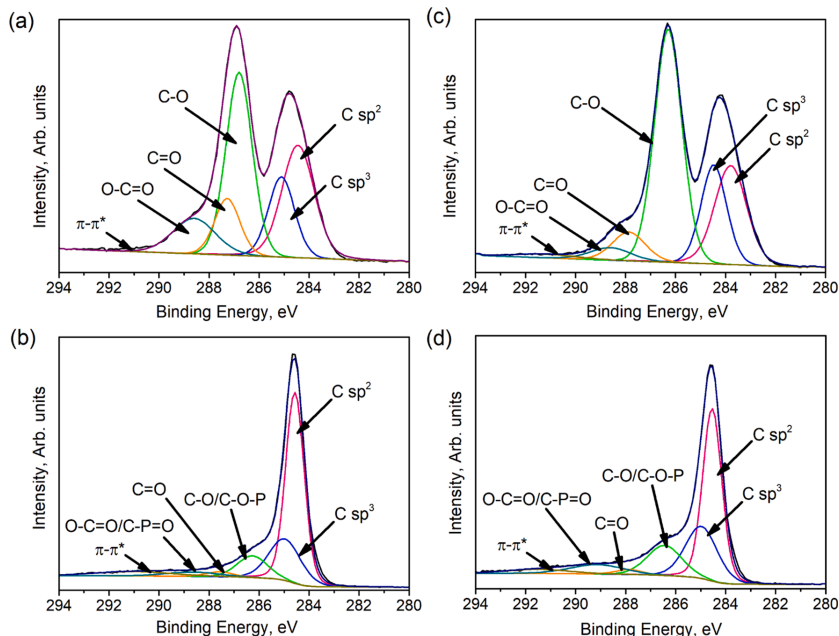 (a)
C-O
C sp²
C=O
C sp³
O-C=O
π-π*
Intensity, Arb. units
294 292 290 288 286 284 282 280
Binding Energy, eV
(c)
C-O
C sp³
C sp²
C=O
O-C=O
π-π*
Intensity, Arb. units
294 292 290 288 286 284 282 280
Binding Energy, eV
(b)
C sp²
C-O/C-O-P
C=O
C sp³
O-C=O/C-P=O
π-π*
Intensity, Arb. units
294 292 290 288 286 284 282 280
Binding Energy, eV
(d)
C sp²
C-O/C-O-P
O-C=O/C-P=O
C sp³
C=O
π-π*
Intensity, Arb. units
294 292 290 288 286 284 282 280
Binding Energy, eV